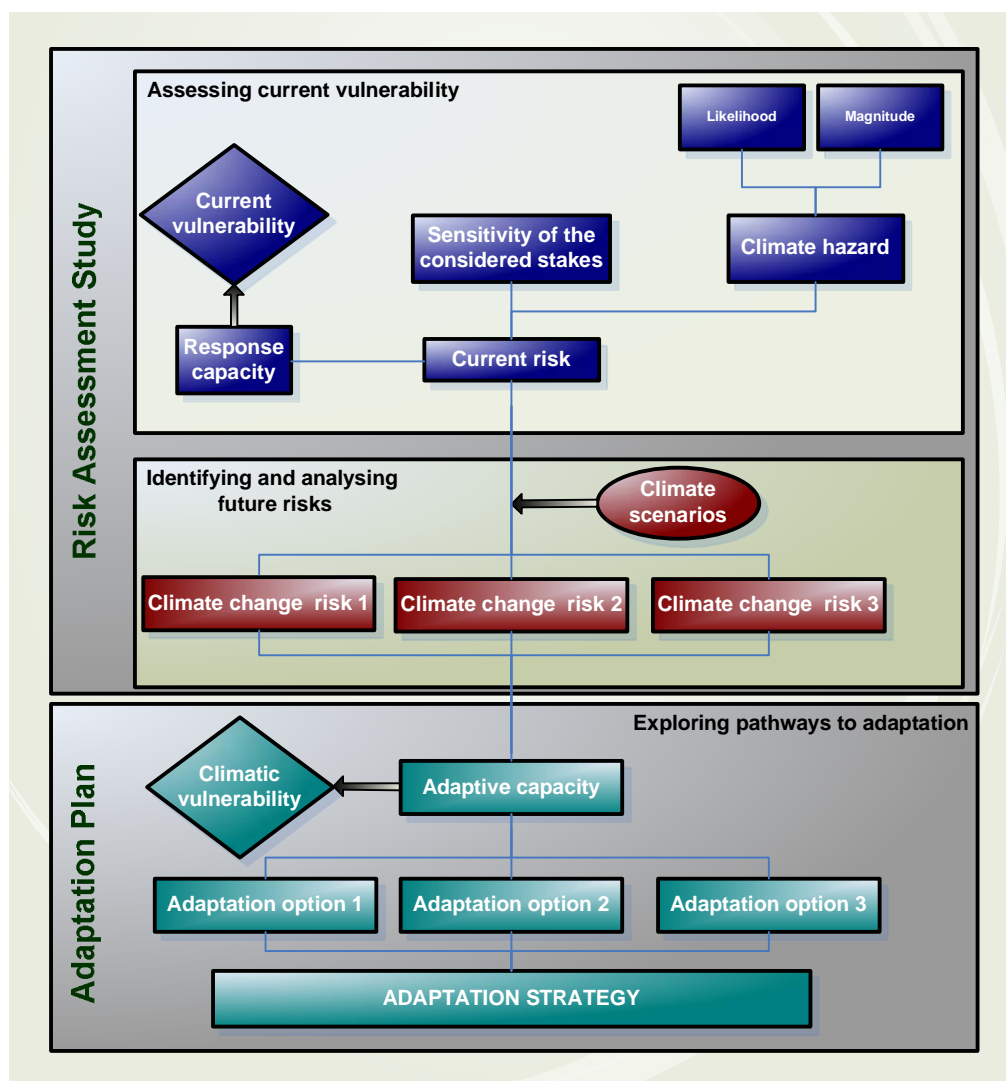 Risk Assessment Study
Assessing current vulnerability
Likelihood
Magnitude
Current
vulnerability
Sensitivity of the
considered stakes
Climate hazard
Response
capacity
Current risk
Identifying and analysing
future risks
Climate
scenarios
Climate change risk 1
Climate change risk 2
Climate change risk 3
Adaptation Plan
Exploring pathways to adaptation
Climatic
vulnerability
Adaptive capacity
Adaptation option 1
Adaptation option 2
Adaptation option 3
ADAPTATION STRATEGY